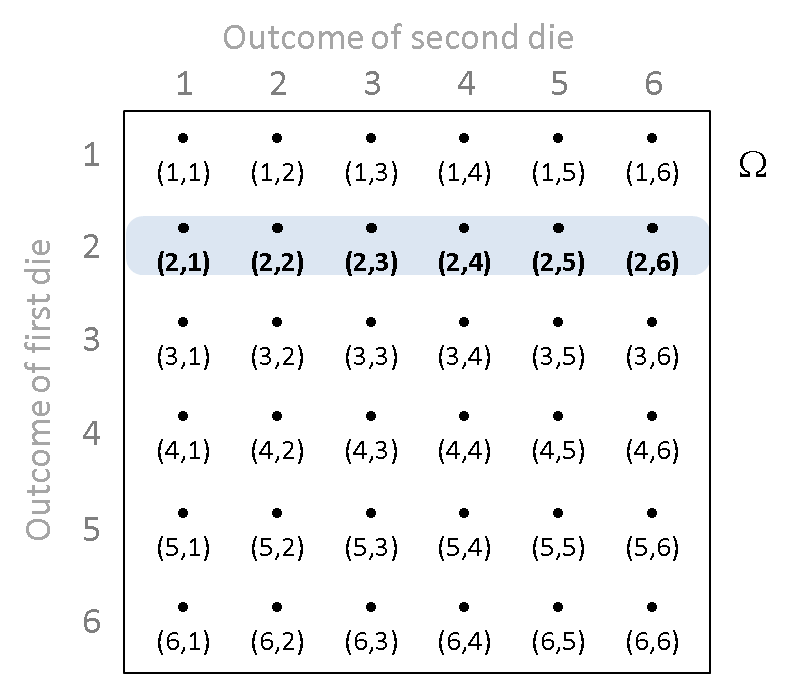 Outcome of second die
1 2 3 4 5 6
Outcome of first die
1 (1,1) (1,2) (1,3) (1,4) (1,5) (1,6) Ω
2 (2,1) (2,2) (2,3) (2,4) (2,5) (2,6)
3 (3,1) (3,2) (3,3) (3,4) (3,5) (3,6)
4 (4,1) (4,2) (4,3) (4,4) (4,5) (4,6)
5 (5,1) (5,2) (5,3) (5,4) (5,5) (5,6)
6 (6,1) (6,2) (6,3) (6,4) (6,5) (6,6)